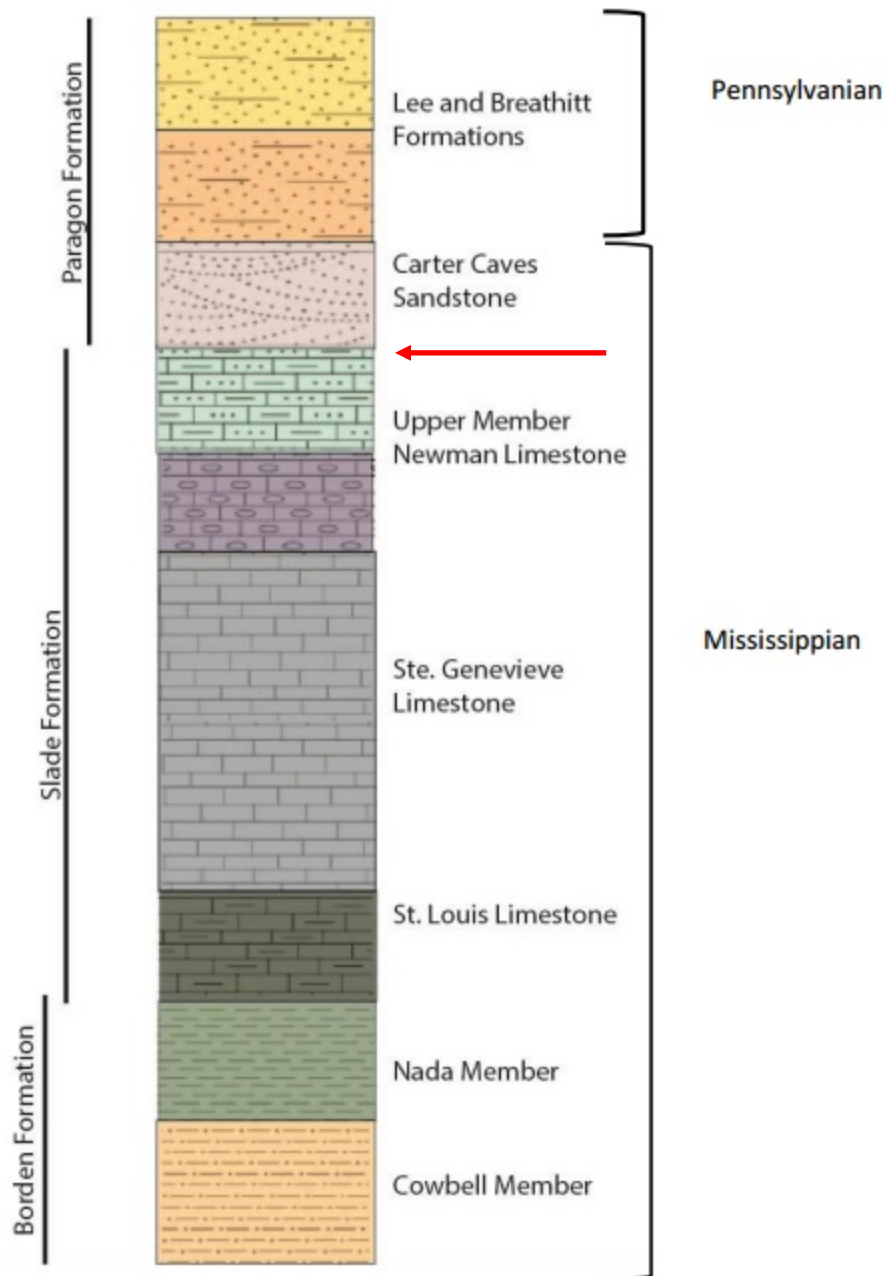 Paragon Formation
Lee and Breathitt
Formations
Pennsylvanian
Carter Caves
Sandstone
Slade Formation
Upper Member
Newman Limestone
Ste. Genevieve
Limestone
Mississippian
St. Louis Limestone
Borden Formation
Nada Member
Cowbell Member